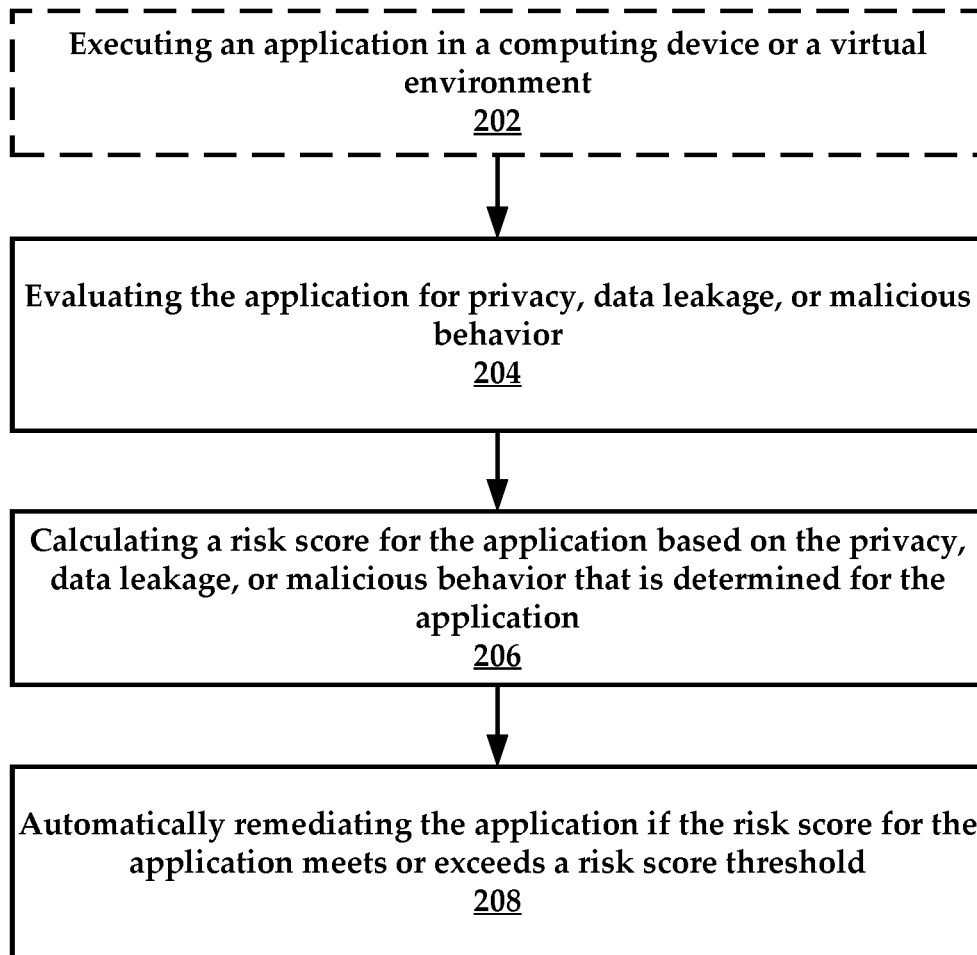 Executing an application in a computing device or a virtual
environment
202
Evaluating the application for privacy, data leakage, or malicious
behavior
204
Calculating a risk score for the application based on the privacy,
data leakage, or malicious behavior that is determined for the
application
206
Automatically remediating the application if the risk score for the
application meets or exceeds a risk score threshold
208